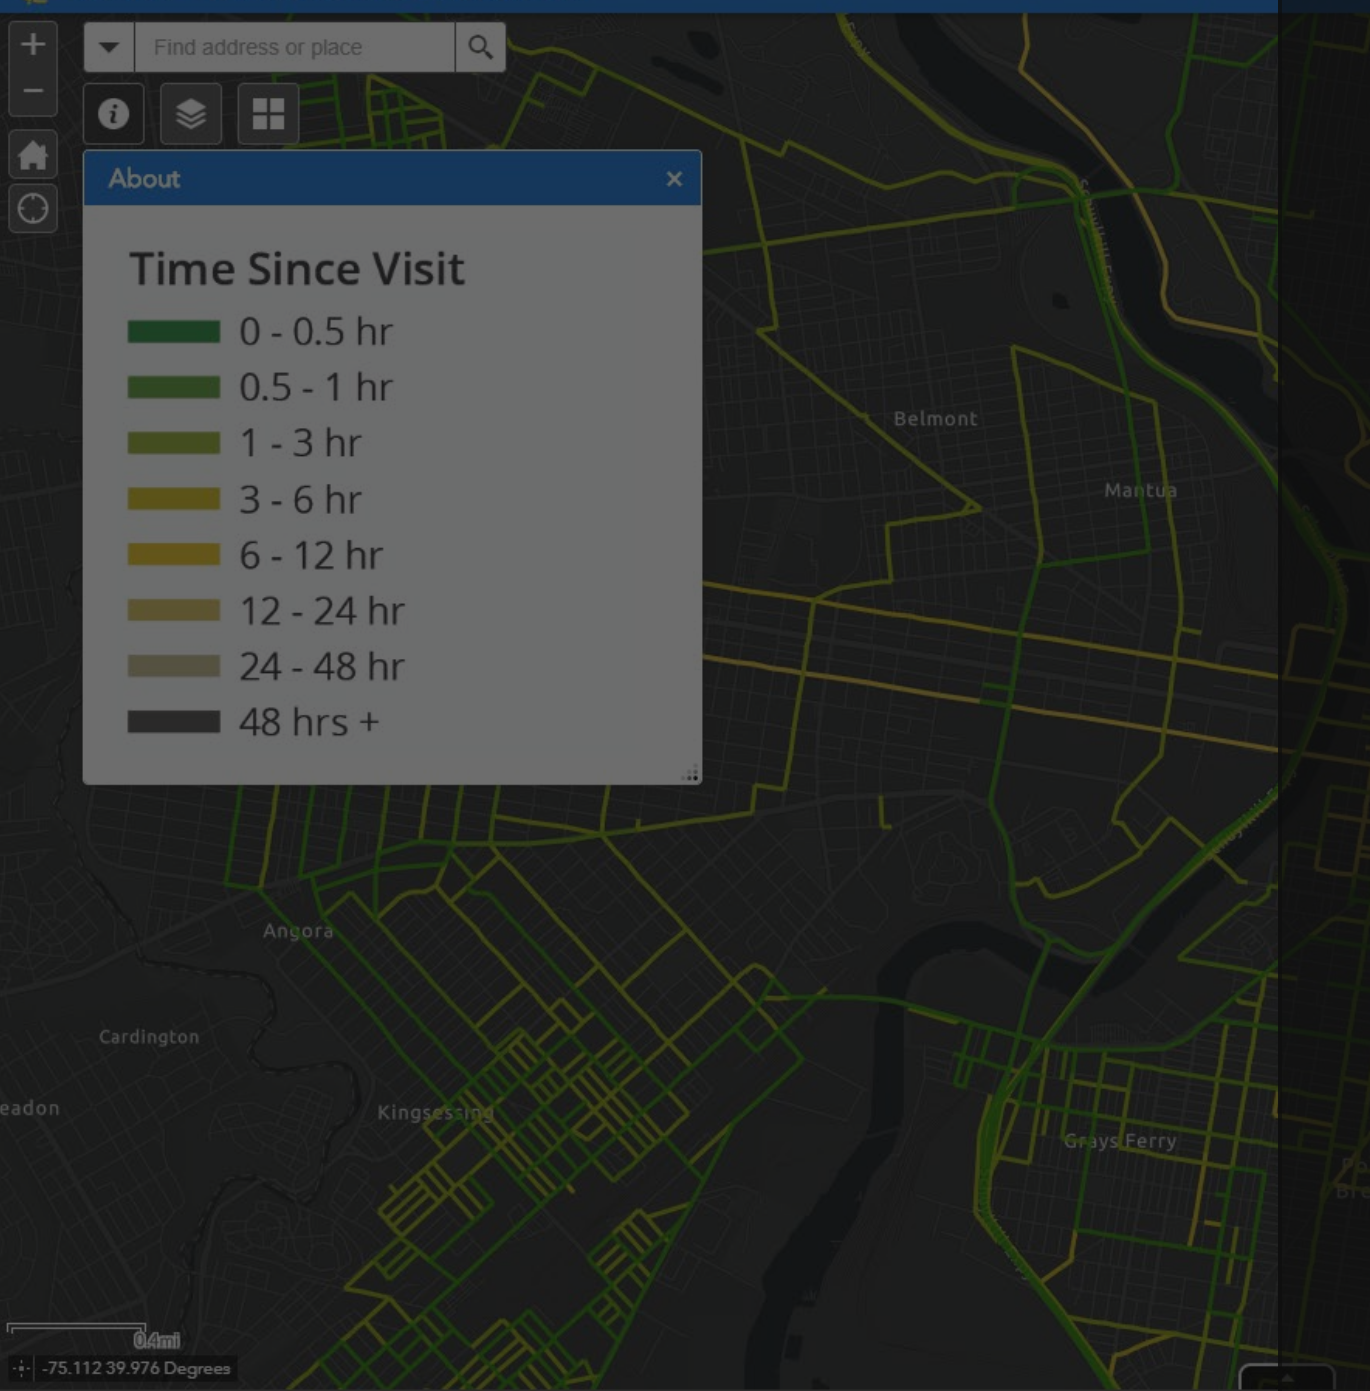 Find address or place
i
About
Time Since Visit
0 - 0.5 hr
0.5 - 1 hr
1 - 3 hr
3 - 6 hr
6 - 12 hr
12 - 24 hr
24 - 48 hr
48 hrs +
Belmont
Mantua
Angora
Cardington
eadon
Kingsessing
Grays Ferry
0.4mi
-75.112 39.976 Degrees